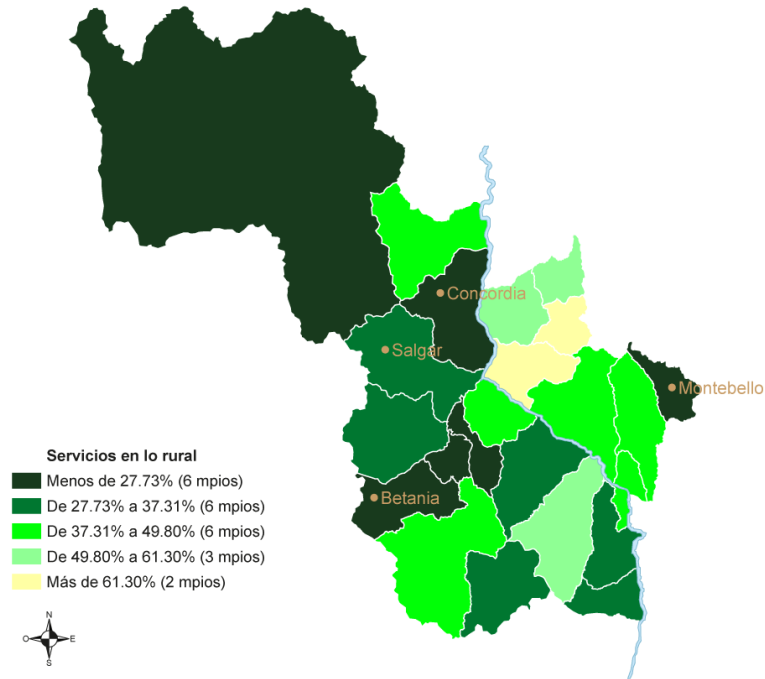 Concordia
Salgar
Montebello
Betania
Servicios en lo rural
Menos de 27.73% (6 mpios)
De 27.73% a 37.31% (6 mpios)
De 37.31% a 49.80% (6 mpios)
De 49.80% a 61.30% (3 mpios)
Más de 61.30% (2 mpios)
N
O E
S